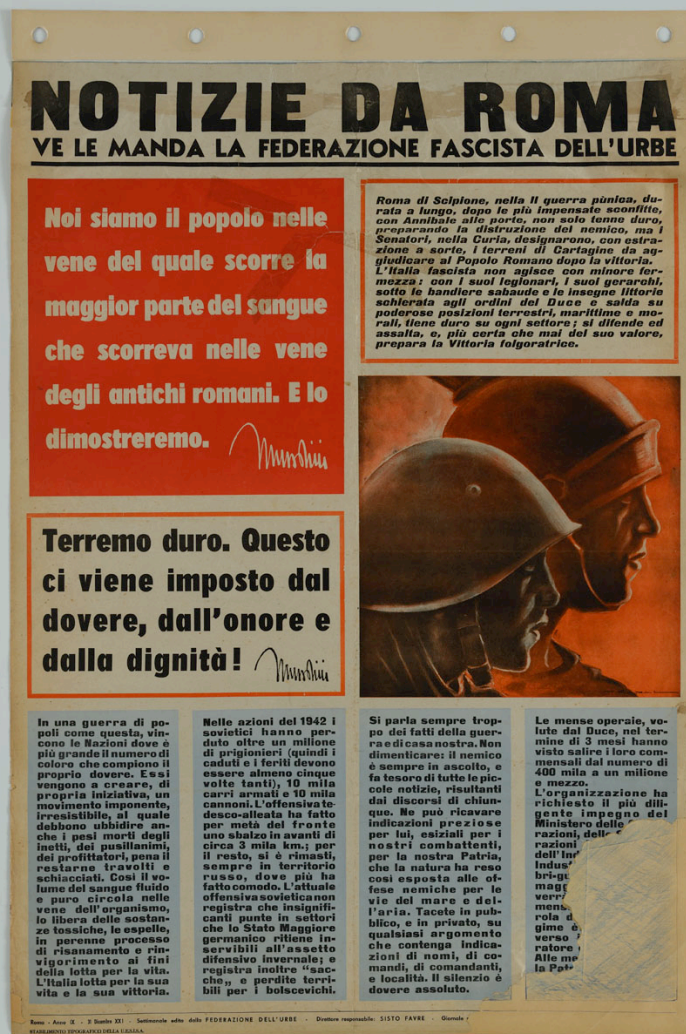 NOTIZIE DA ROMA
VE LE MANDA LA FEDERAZIONE FASCISTA DELL'URBE
Noi siamo il popolo nelle
vene del quale scorre la
maggior parte del sangue
che scorreva nelle vene
degli antichi romani. E lo
dimostreremo.
Mussolini
Terremo duro. Questo
ci viene imposto dal
dovere, dall'onore e
dalla dignità!
Mussolini
Roma di Scipione, nella II guerra pùnica, du-
rata a lungo, dopo le più impensate sconfitte,
con Annibale alle porte, non solo tenne duro,
preparando la distruzione del nemico, ma i
Senatori, nella Curia, designarono, con estra-
zione a sorte, i terreni di Cartagine da ag-
giudicare al Popolo Romano dopo la vittoria.
L'Italia fascista non agisce con minore fer-
mezza: con i suoi legionari, i suoi gerarchi,
sotto le bandiere sabaude e le insegne littorie
schierata agli ordini del Duce e salda su
poderose posizioni terrestri, marittime e mo-
rali, tiene duro su ogni settore; si difende ed
assalta, e, più certa che mai del suo valore,
prepara la Vittoria folgoratrice.
In una guerra di po-
poli come questa, vin-
cono le Nazioni dove è
più grande il numero di
coloro che compiono il
proprio dovere. Essi
vengono a creare, di
propria iniziativa, un
movimento imponente,
irresistibile, al quale
debbono ubbidire an-
che i pesi morti degli
inetti, dei pusillanimi,
dei profittatori, pena il
restarne travolti e
schiacciati. Così il vo-
lume del sangue fluido
e puro circola nelle
vene dell'organismo,
lo libera delle sostan-
ze tossiche, le espelle,
in perenne processo
di risanamento e rin-
vigorimento ai fini
della lotta per la vita.
L'Italia lotta per la sua
vita e la sua vittoria.
Nelle azioni del 1942 i
sovietici hanno per-
duto oltre un milione
di prigionieri (quindi i
caduti e i feriti devono
essere almeno cinque
volte tanti), 10 mila
carri armati e 10 mila
cannoni. L'offensiva te-
desco-alleata ha fatto
per metà del fronte
uno sbalzo in avanti di
circa 3 mila km.; per
il resto, si è rimasti,
sempre in territorio
russo, dove più ha
fatto comodo. L'attuale
offensiva sovietica non
registra che insignifi-
canti punte in settori
che lo Stato Maggiore
germanico ritiene in-
servibili all'assetto
difensivo invernale; e
registra inoltre "sac-
che„ e perdite terri-
bili per i bolscevichi.
Si parla sempre trop-
po dei fatti della guer-
ra e di casa nostra. Non
dimenticare: il nemico
è sempre in ascolto, e
fa tesoro di tutte le pic-
cole notizie, risultanti
dai discorsi di chiun-
que. Ne può ricavare
indicazioni preziose
per lui, esiziali per i
nostri combattenti,
per la nostra Patria,
che la natura ha reso
così esposta alle of-
fese nemiche per le
vie del mare e del-
l'aria. Tacete in pub-
blico, e in privato, su
qualsiasi argomento
che contenga indica-
zioni di nomi, di co-
mandi, di comandanti,
e località. Il silenzio è
dovere assoluto.
Le mense operaie, vo-
lute dal Duce, nel ter-
mine di 3 mesi hanno
visto salire i loro com-
mensali dal numero di
400 mila a un milione
e mezzo.
L'organizzazione ha
richiesto il più dili-
gente impegno del
Ministero delle
razioni, delle
razioni
dell'Ind
Indust
bri-gu
magg
verr
mens
rola d
gime è
verso
ratore
Alle me
la Patr
Roma - Anno IX - 31 Dicembre XXI - Settimanale edito dalla FEDERAZIONE DELL'URBE - Direttore responsabile: SISTO FAVRE - Giornale
STABILIMENTO TIPOGRAFICO DELLA U.E.S.I.S.A.